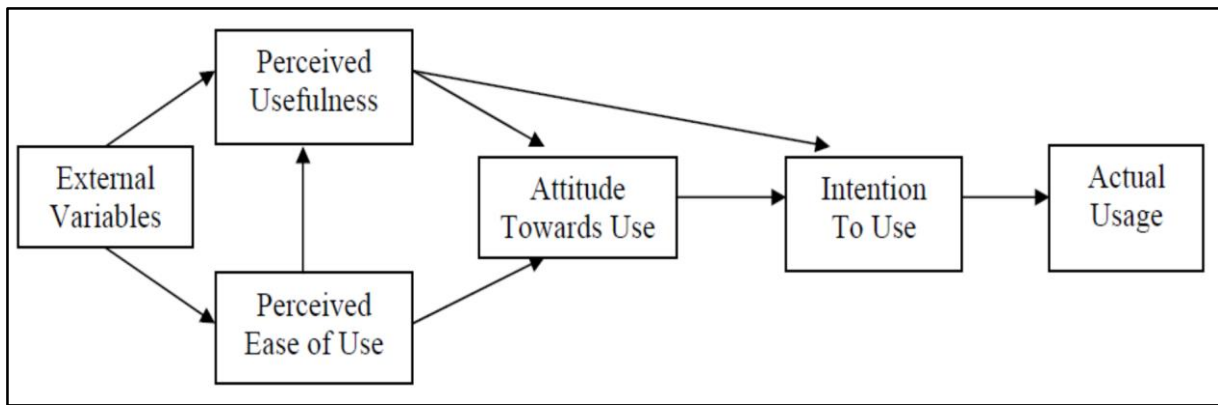 Perceived
Usefulness
External
Variables
Perceived
Ease of Use
Attitude
Towards Use
Intention
To Use
Actual
Usage